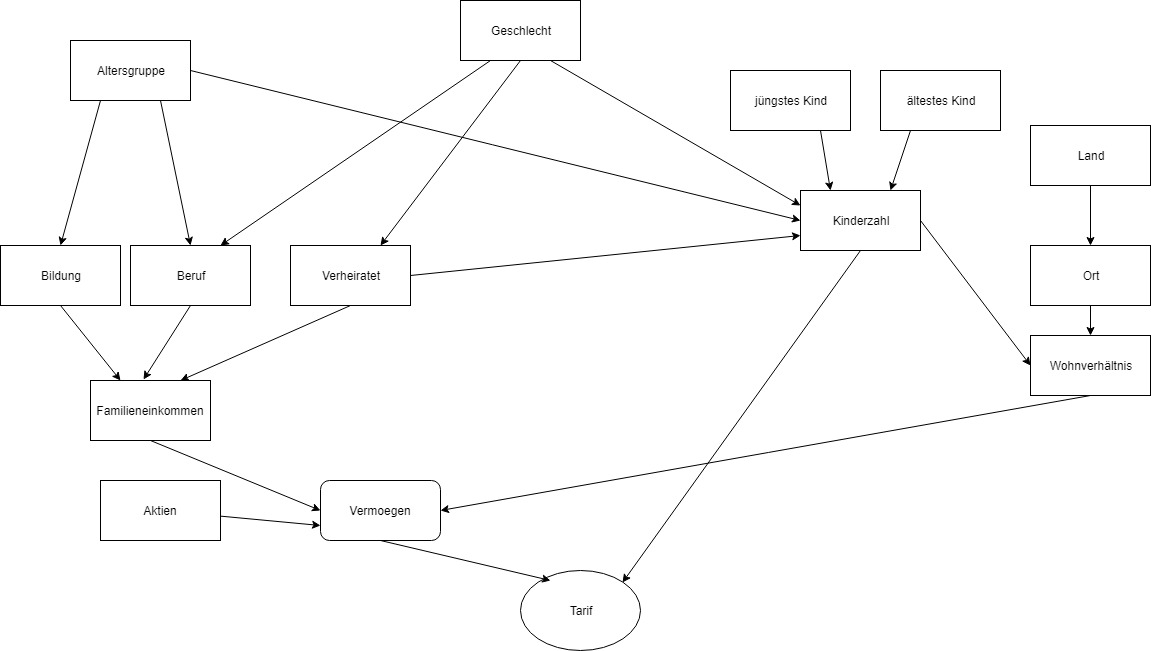 Geschlecht
Altersgruppe
jüngstes Kind
ältestes Kind
Land
Kinderzahl
Bildung
Beruf
Verheiratet
Ort
Wohnverhältnis
Familieneinkommen
Aktien
Vermoegen
Tarif